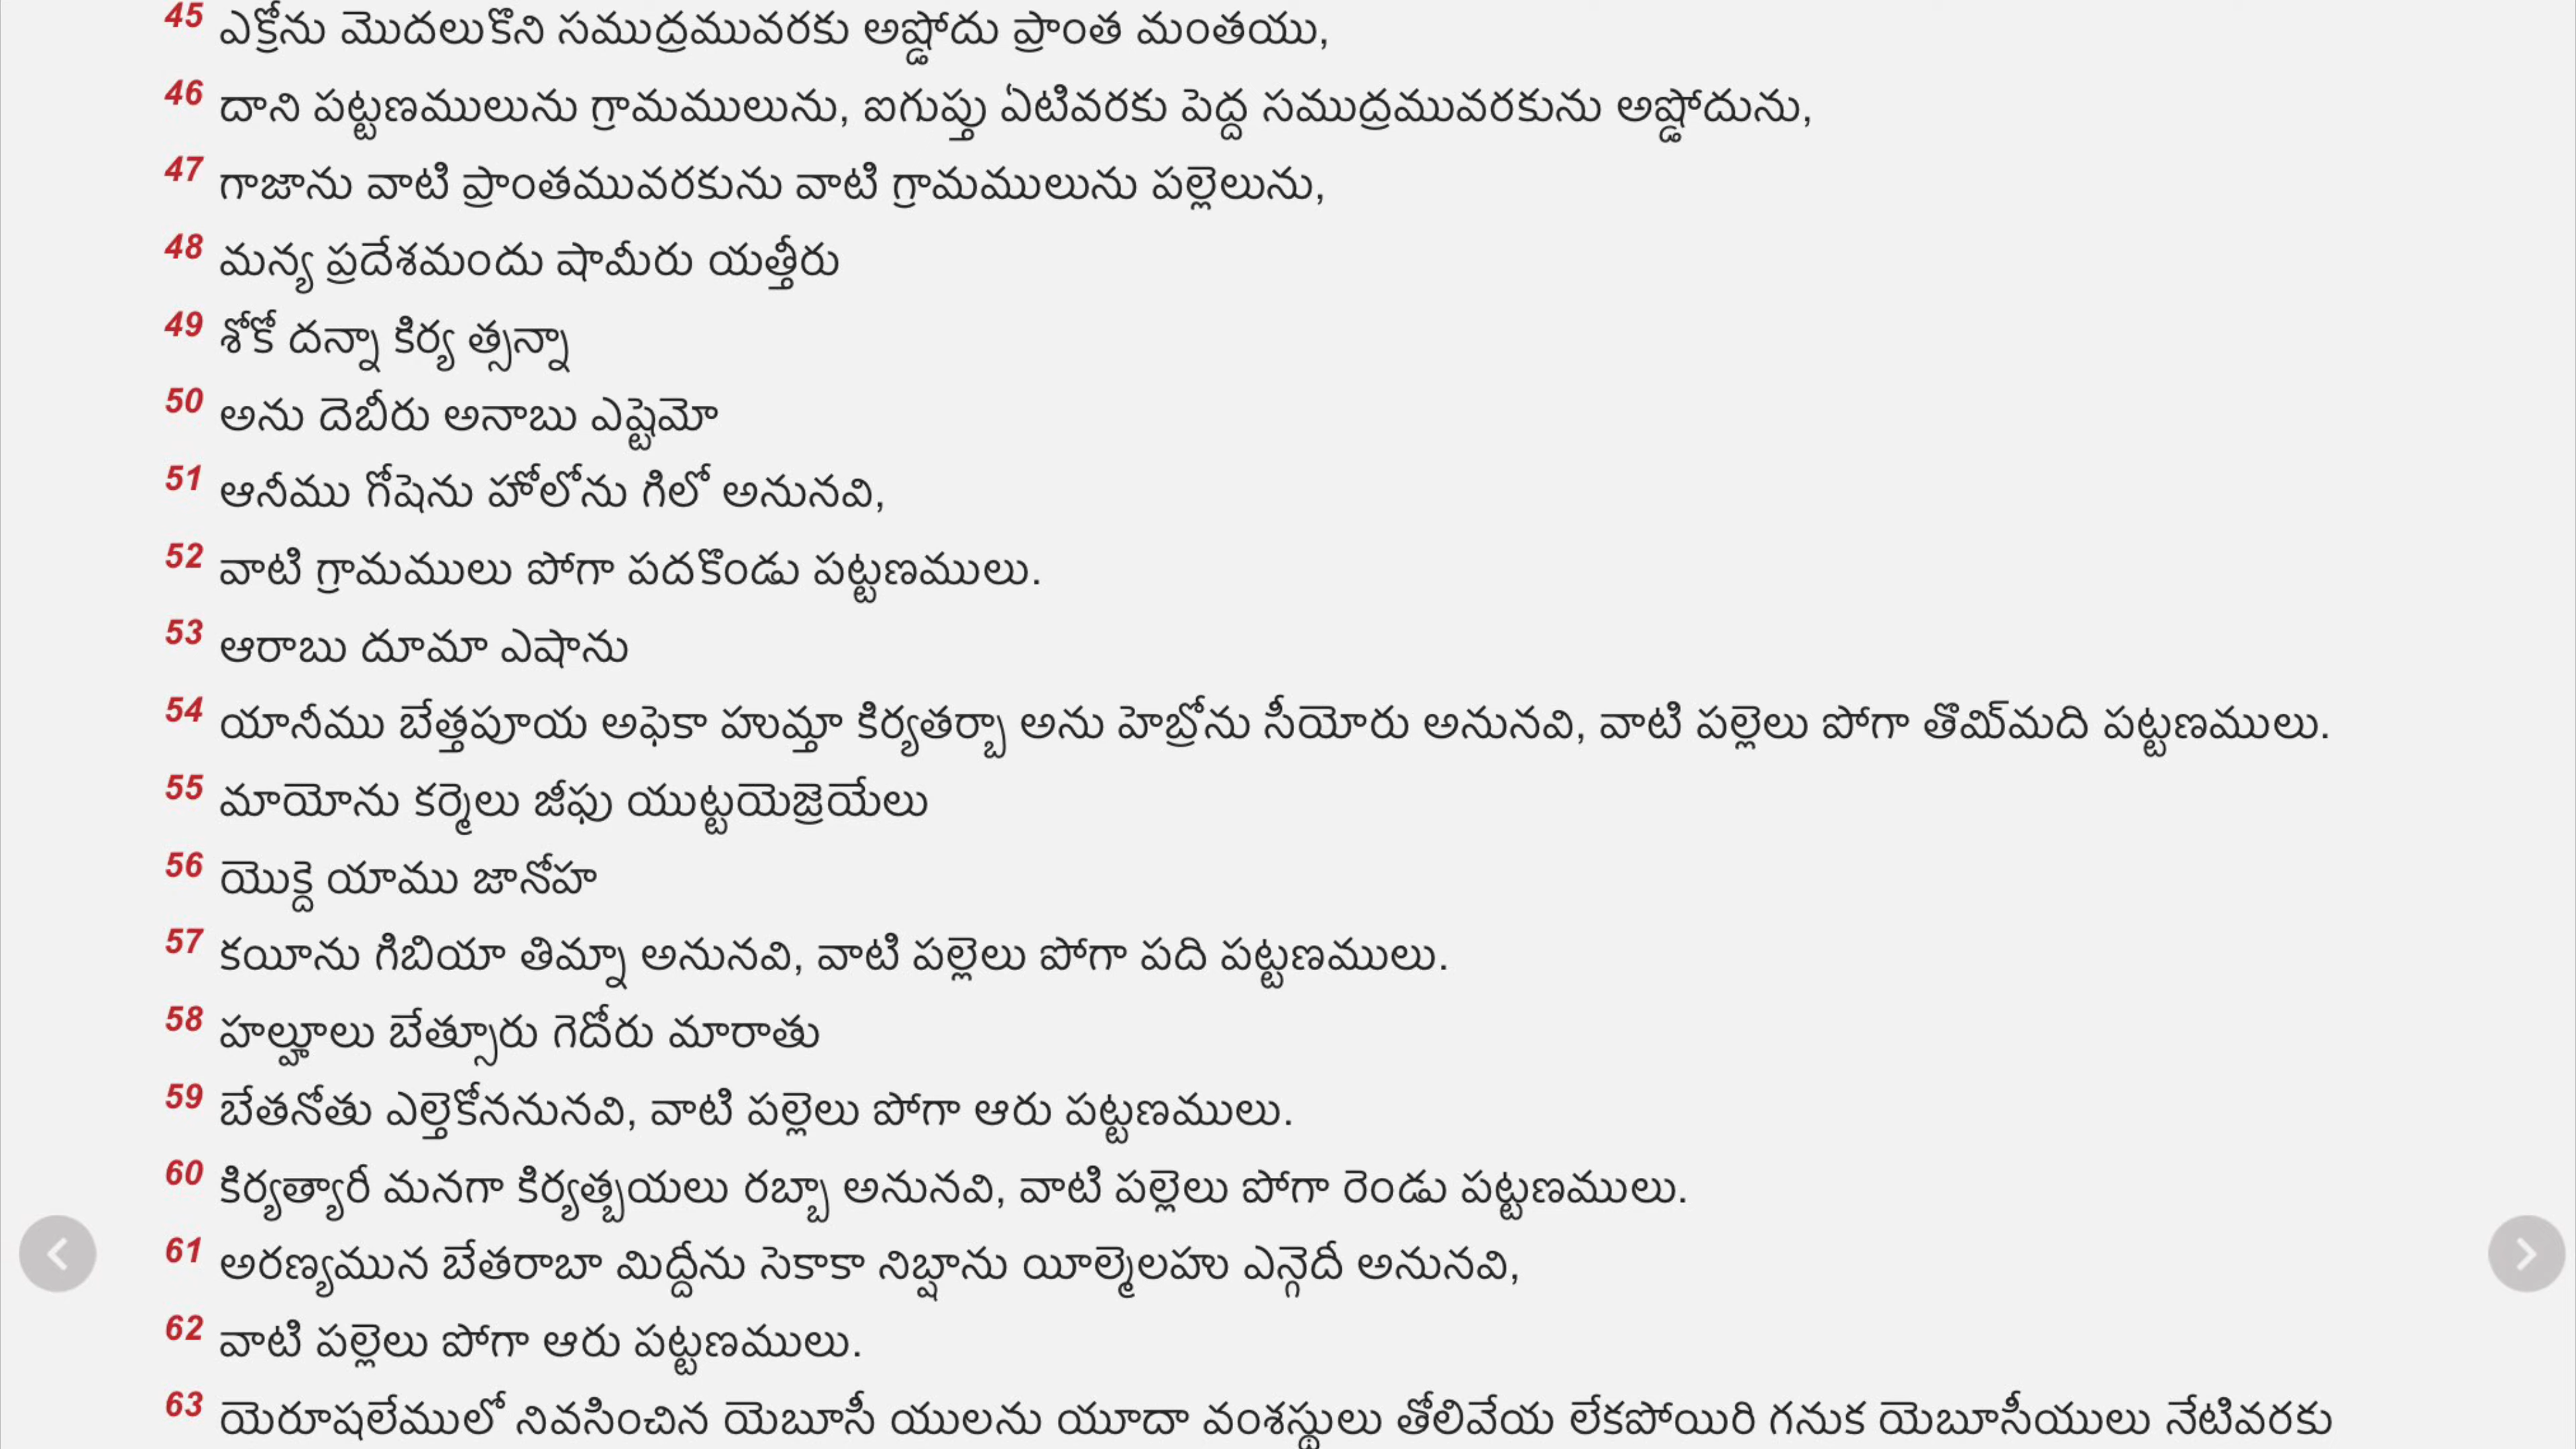 45 ఎక్రోను మొదలుకొని సముద్రమువరకు అష్డోదు ప్రాంత మంతయు,
46 దాని పట్టణములును గ్రామములును, ఐగుప్తు ఏటివరకు పెద్ద సముద్రమువరకును అష్డోదును,
47 గాజాను వాటి ప్రాంతమువరకును వాటి గ్రామములును పల్లెలును,
48 మన్య ప్రదేశమందు షామీరు యత్తీరు
49 శోకో దన్నా కిర్య త్సన్నా
50 అను దెబీరు అనాబు ఎష్టెమో
51 ఆనీము గోషెను హోలోను గిలో అనునవి,
52 వాటి గ్రామములు పోగా పదకొండు పట్టణములు.
53 ఆరాబు దూమా ఎషాను
54 యానీము బేత్తపూయ అఫెకా హుమ్తా కిర్యతర్బా అను హెబ్రోను సీయోరు అనునవి, వాటి పల్లెలు పోగా తొమి్మది పట్టణములు.
55 మాయోను కర్మెలు జీఫు యుట్టయెజ్రెయేలు
56 యొక్దె యాము జానోహ
57 కయీను గిబియా తిమ్నా అనునవి, వాటి పల్లెలు పోగా పది పట్టణములు.
58 హల్హూలు బేత్సూరు గెదోరు మారాతు
59 బేతనోతు ఎల్తెకోననునవి, వాటి పల్లెలు పోగా ఆరు పట్టణములు.
60 కిర్యత్యారీ మనగా కిర్యత్బయలు రబ్బా అనునవి, వాటి పల్లెలు పోగా రెండు పట్టణములు.
61 అరణ్యమున బేతరాబా మిద్దీను సెకాకా నిబ్షాను యీల్మెలహు ఎన్గెదీ అనునవి,
62 వాటి పల్లెలు పోగా ఆరు పట్టణములు.
63 యెరూషలేములో నివసించిన యెబూసీ యులను యూదా వంశస్థులు తోలివేయ లేకపోయిరి గనుక యెబూసీయులు నేటివరకు